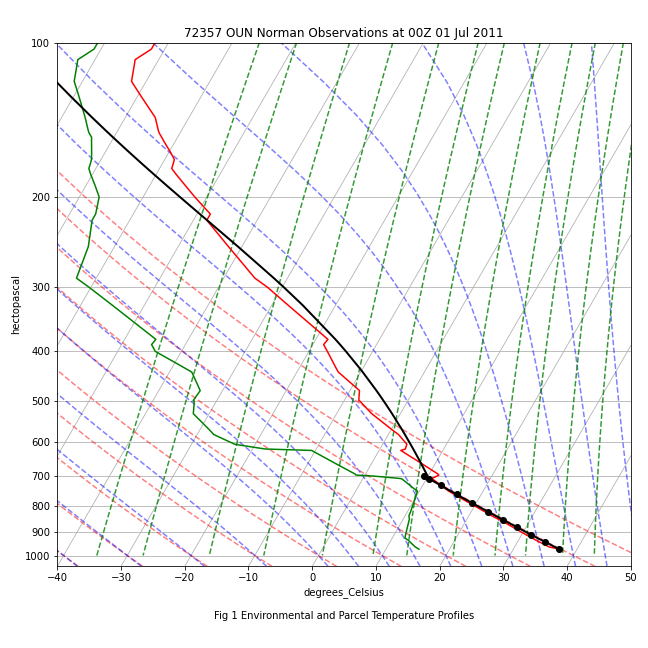 72357 OUN Norman Observations at 00Z 01 Jul 2011
100
200
300
400
500
600
700
800
900
1000
hectopascal
−40 −30 −20 −10 0 10 20 30 40 50
degrees_Celsius
Fig 1 Environmental and Parcel Temperature Profiles